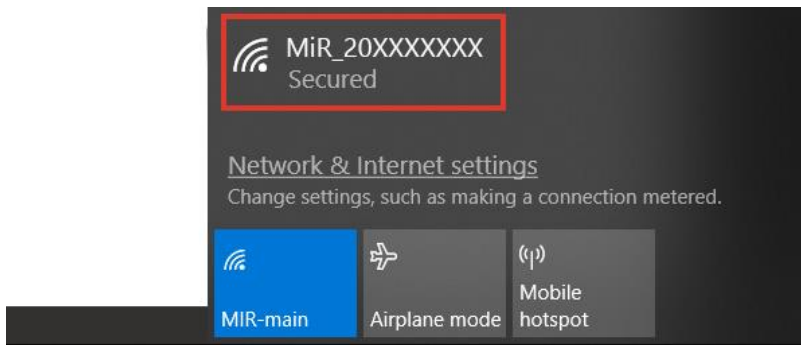 MiR_20XXXXXXX
Secured
Network & Internet settings
Change settings, such as making a connection metered.
MIR-main
Airplane mode
Mobile
hotspot